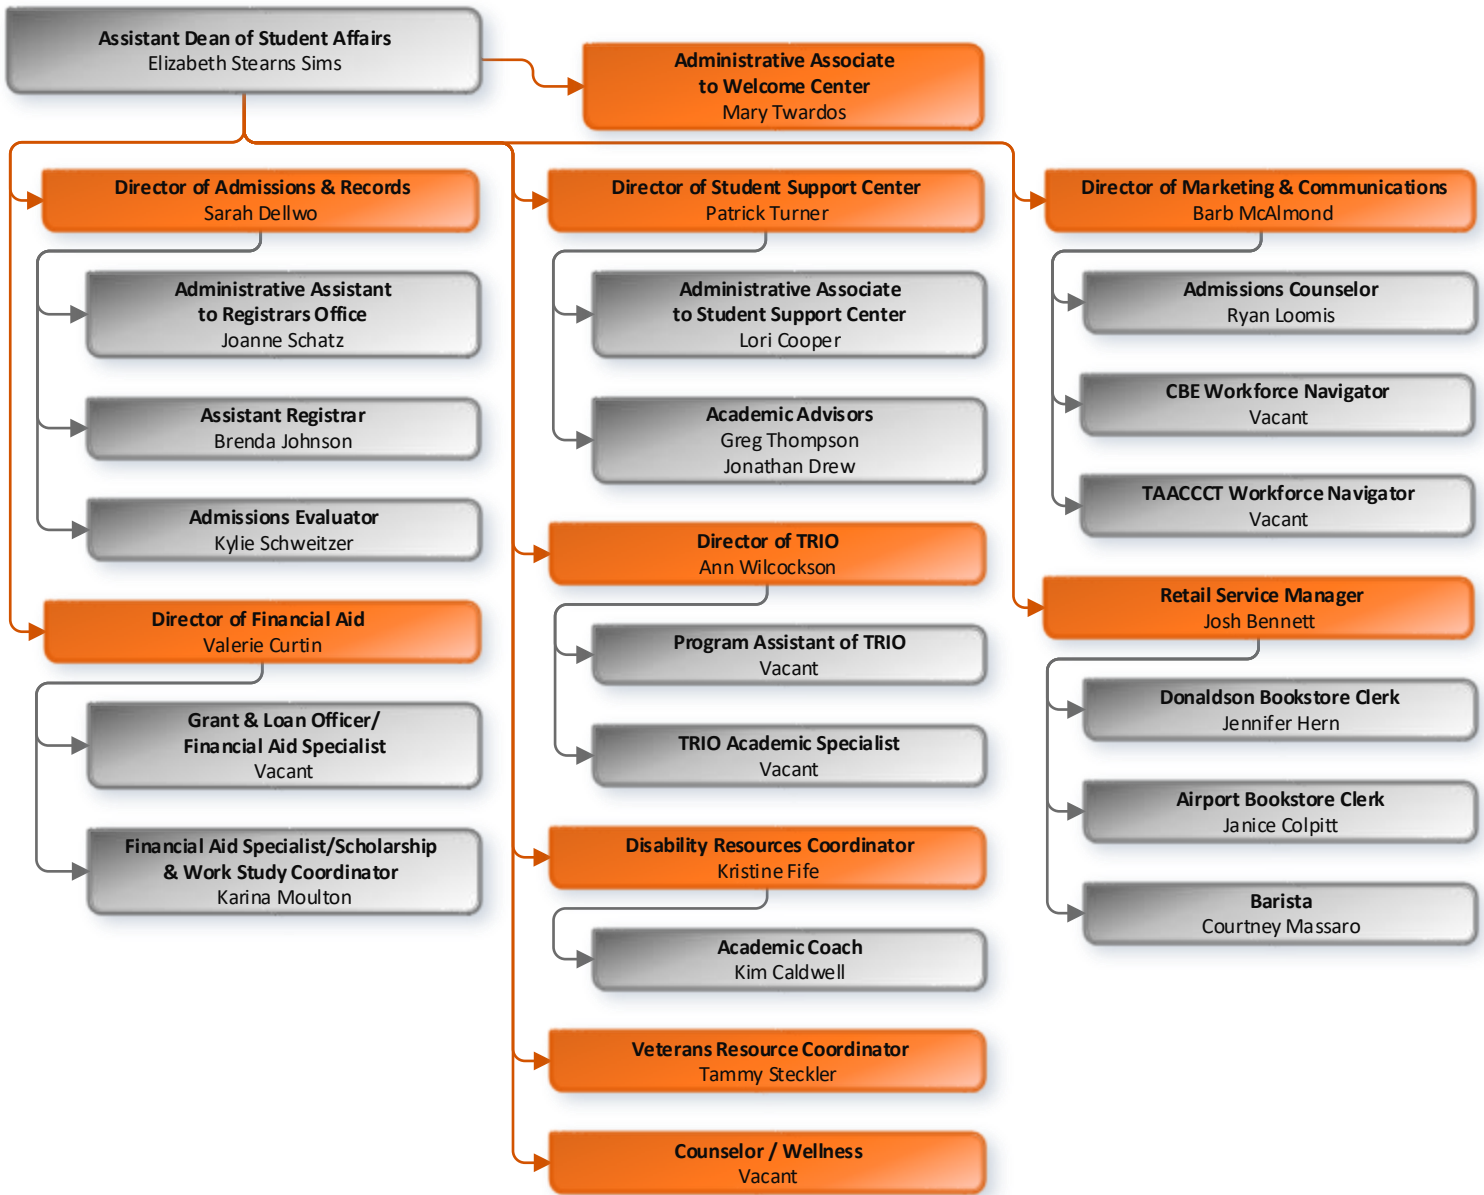 Assistant Dean of Student Affairs
Elizabeth Stearns Sims
Administrative Associate
to Welcome Center
Mary Twardos
Director of Admissions & Records
Sarah Dellwo
Administrative Assistant
to Registrars Office
Joanne Schatz
Assistant Registrar
Brenda Johnson
Admissions Evaluator
Kylie Schweitzer
Director of Financial Aid
Valerie Curtin
Grant & Loan Officer/
Financial Aid Specialist
Vacant
Financial Aid Specialist/Scholarship
& Work Study Coordinator
Karina Moulton
Director of Student Support Center
Patrick Turner
Administrative Associate
to Student Support Center
Lori Cooper
Academic Advisors
Greg Thompson
Jonathan Drew
Director of TRIO
Ann Wilcockson
Program Assistant of TRIO
Vacant
TRIO Academic Specialist
Vacant
Disability Resources Coordinator
Kristine Fife
Academic Coach
Kim Caldwell
Veterans Resource Coordinator
Tammy Steckler
Counselor / Wellness
Vacant
Director of Marketing & Communications
Barb McAlmond
Admissions Counselor
Ryan Loomis
CBE Workforce Navigator
Vacant
TAACCCT Workforce Navigator
Vacant
Retail Service Manager
Josh Bennett
Donaldson Bookstore Clerk
Jennifer Hern
Airport Bookstore Clerk
Janice Colpitt
Barista
Courtney Massaro